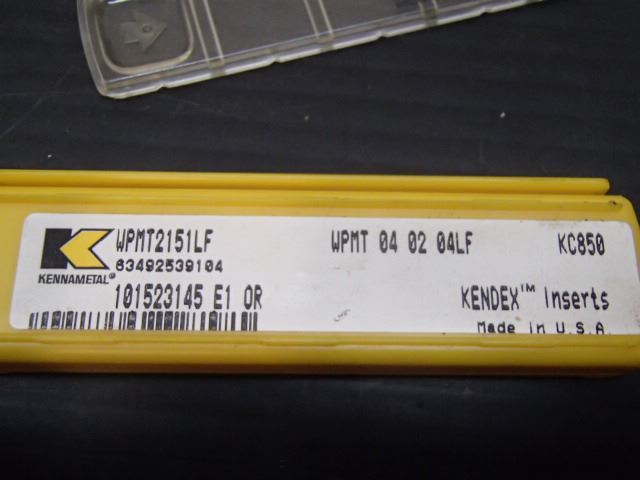 WPMT2151LF WPMT 04 02 04LF KC850
63492539104
KENNAMETAL®
101523145 E1 OR KENDEX™ Inserts
Made in U.S.A